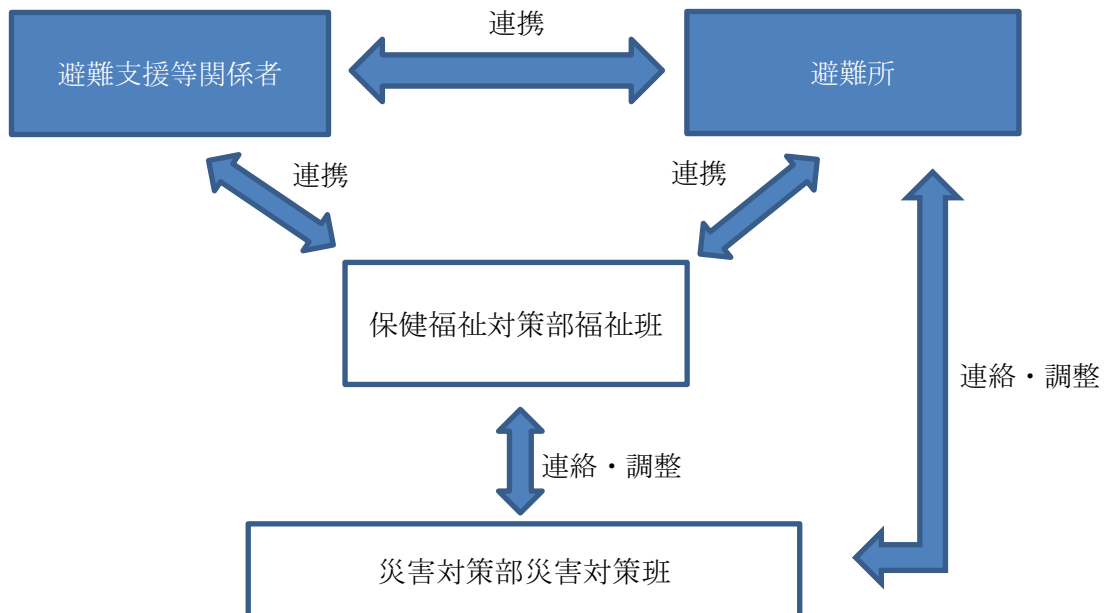 連携
避難支援等関係者
避難所
連携
連携
保健福祉対策部福祉班
連絡・調整
連絡・調整
災害対策部災害対策班